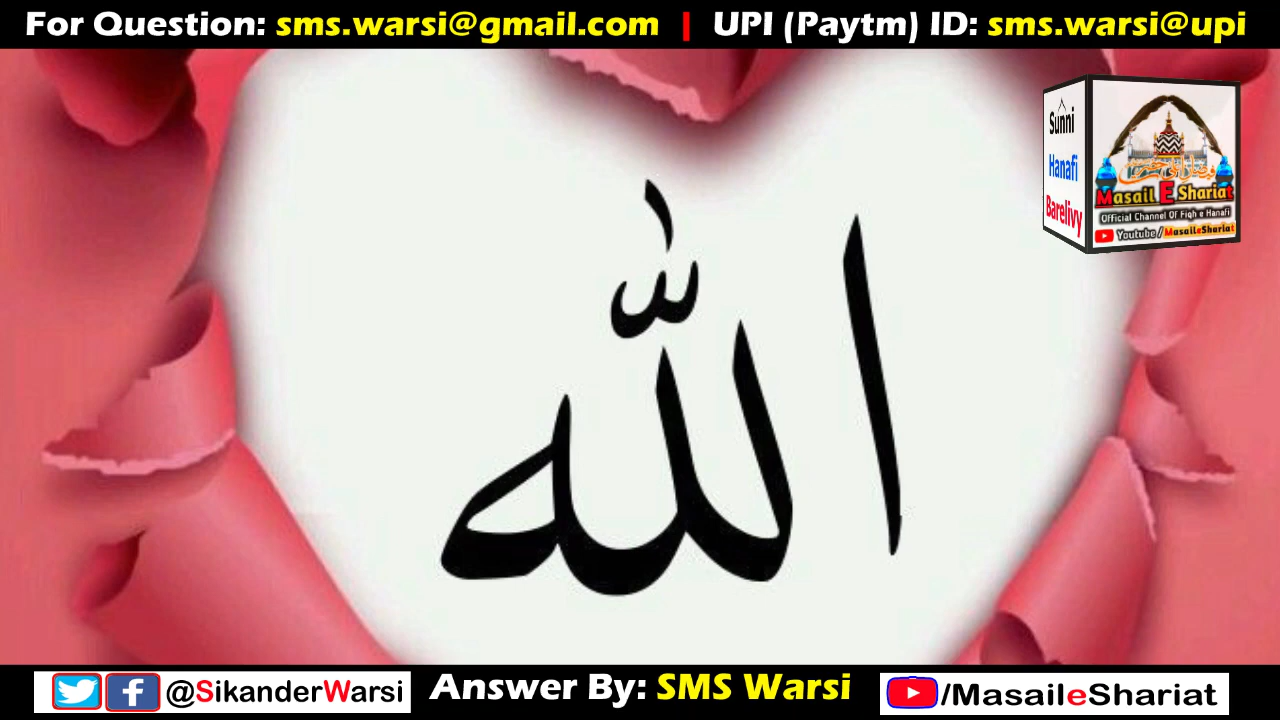 For Question: sms.warsi@gmail.com | UPI (Paytm) ID: sms.warsi@upi
Sunni
Hanafi
Barelivy
Masail E Shariat
Official Channel Of Fiqh e Hanafi
Youtube / MasaileShariat
الله
@SikanderWarsi
Answer By: SMS Warsi
/MasaileShariat